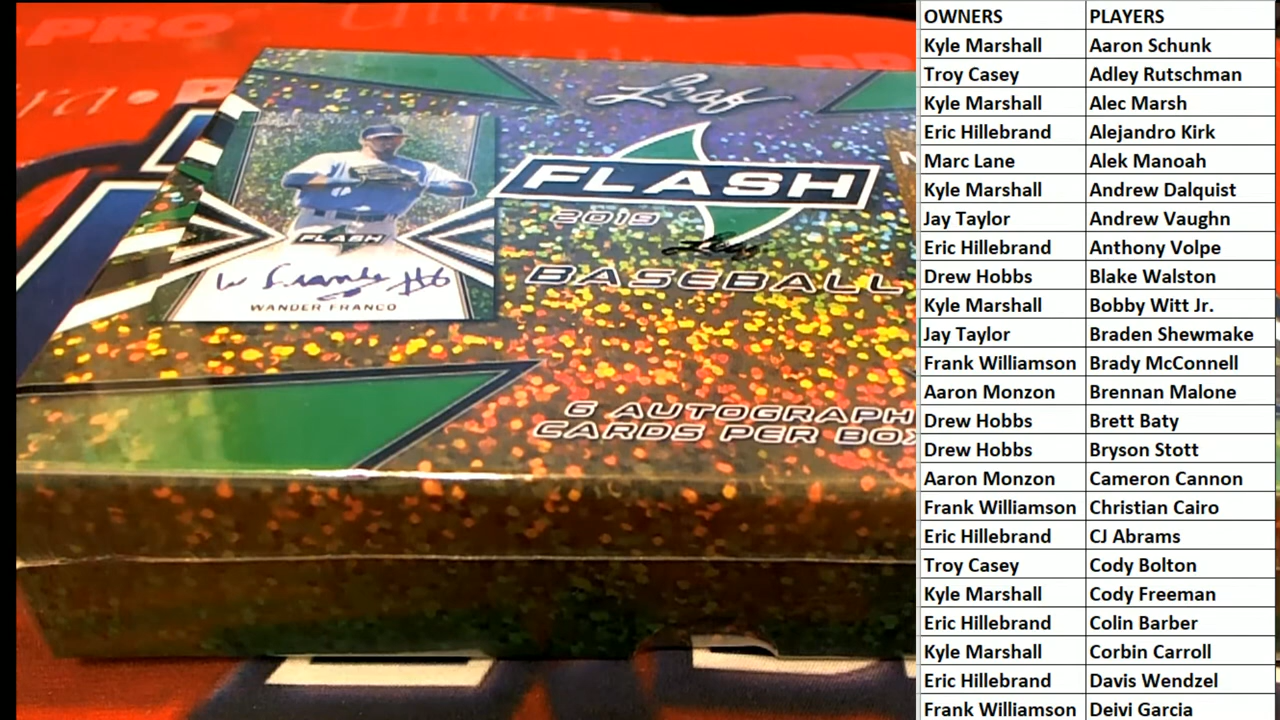 PRO
Leaf
FLASH
2019
Leaf
BASEBALL
FLASH
W Franco #6
WANDER FRANCO
6 AUTOGRAPH
CARDS PER BOX
OWNERS PLAYERS
Kyle Marshall Aaron Schunk
Troy Casey Adley Rutschman
Kyle Marshall Alec Marsh
Eric Hillebrand Alejandro Kirk
Marc Lane Alek Manoah
Kyle Marshall Andrew Dalquist
Jay Taylor Andrew Vaughn
Eric Hillebrand Anthony Volpe
Drew Hobbs Blake Walston
Kyle Marshall Bobby Witt Jr.
Jay Taylor Braden Shewmake
Frank Williamson Brady McConnell
Aaron Monzon Brennan Malone
Drew Hobbs Brett Baty
Drew Hobbs Bryson Stott
Aaron Monzon Cameron Cannon
Frank Williamson Christian Cairo
Eric Hillebrand CJ Abrams
Troy Casey Cody Bolton
Kyle Marshall Cody Freeman
Eric Hillebrand Colin Barber
Kyle Marshall Corbin Carroll
Eric Hillebrand Davis Wendzel
Frank Williamson Deivi Garcia